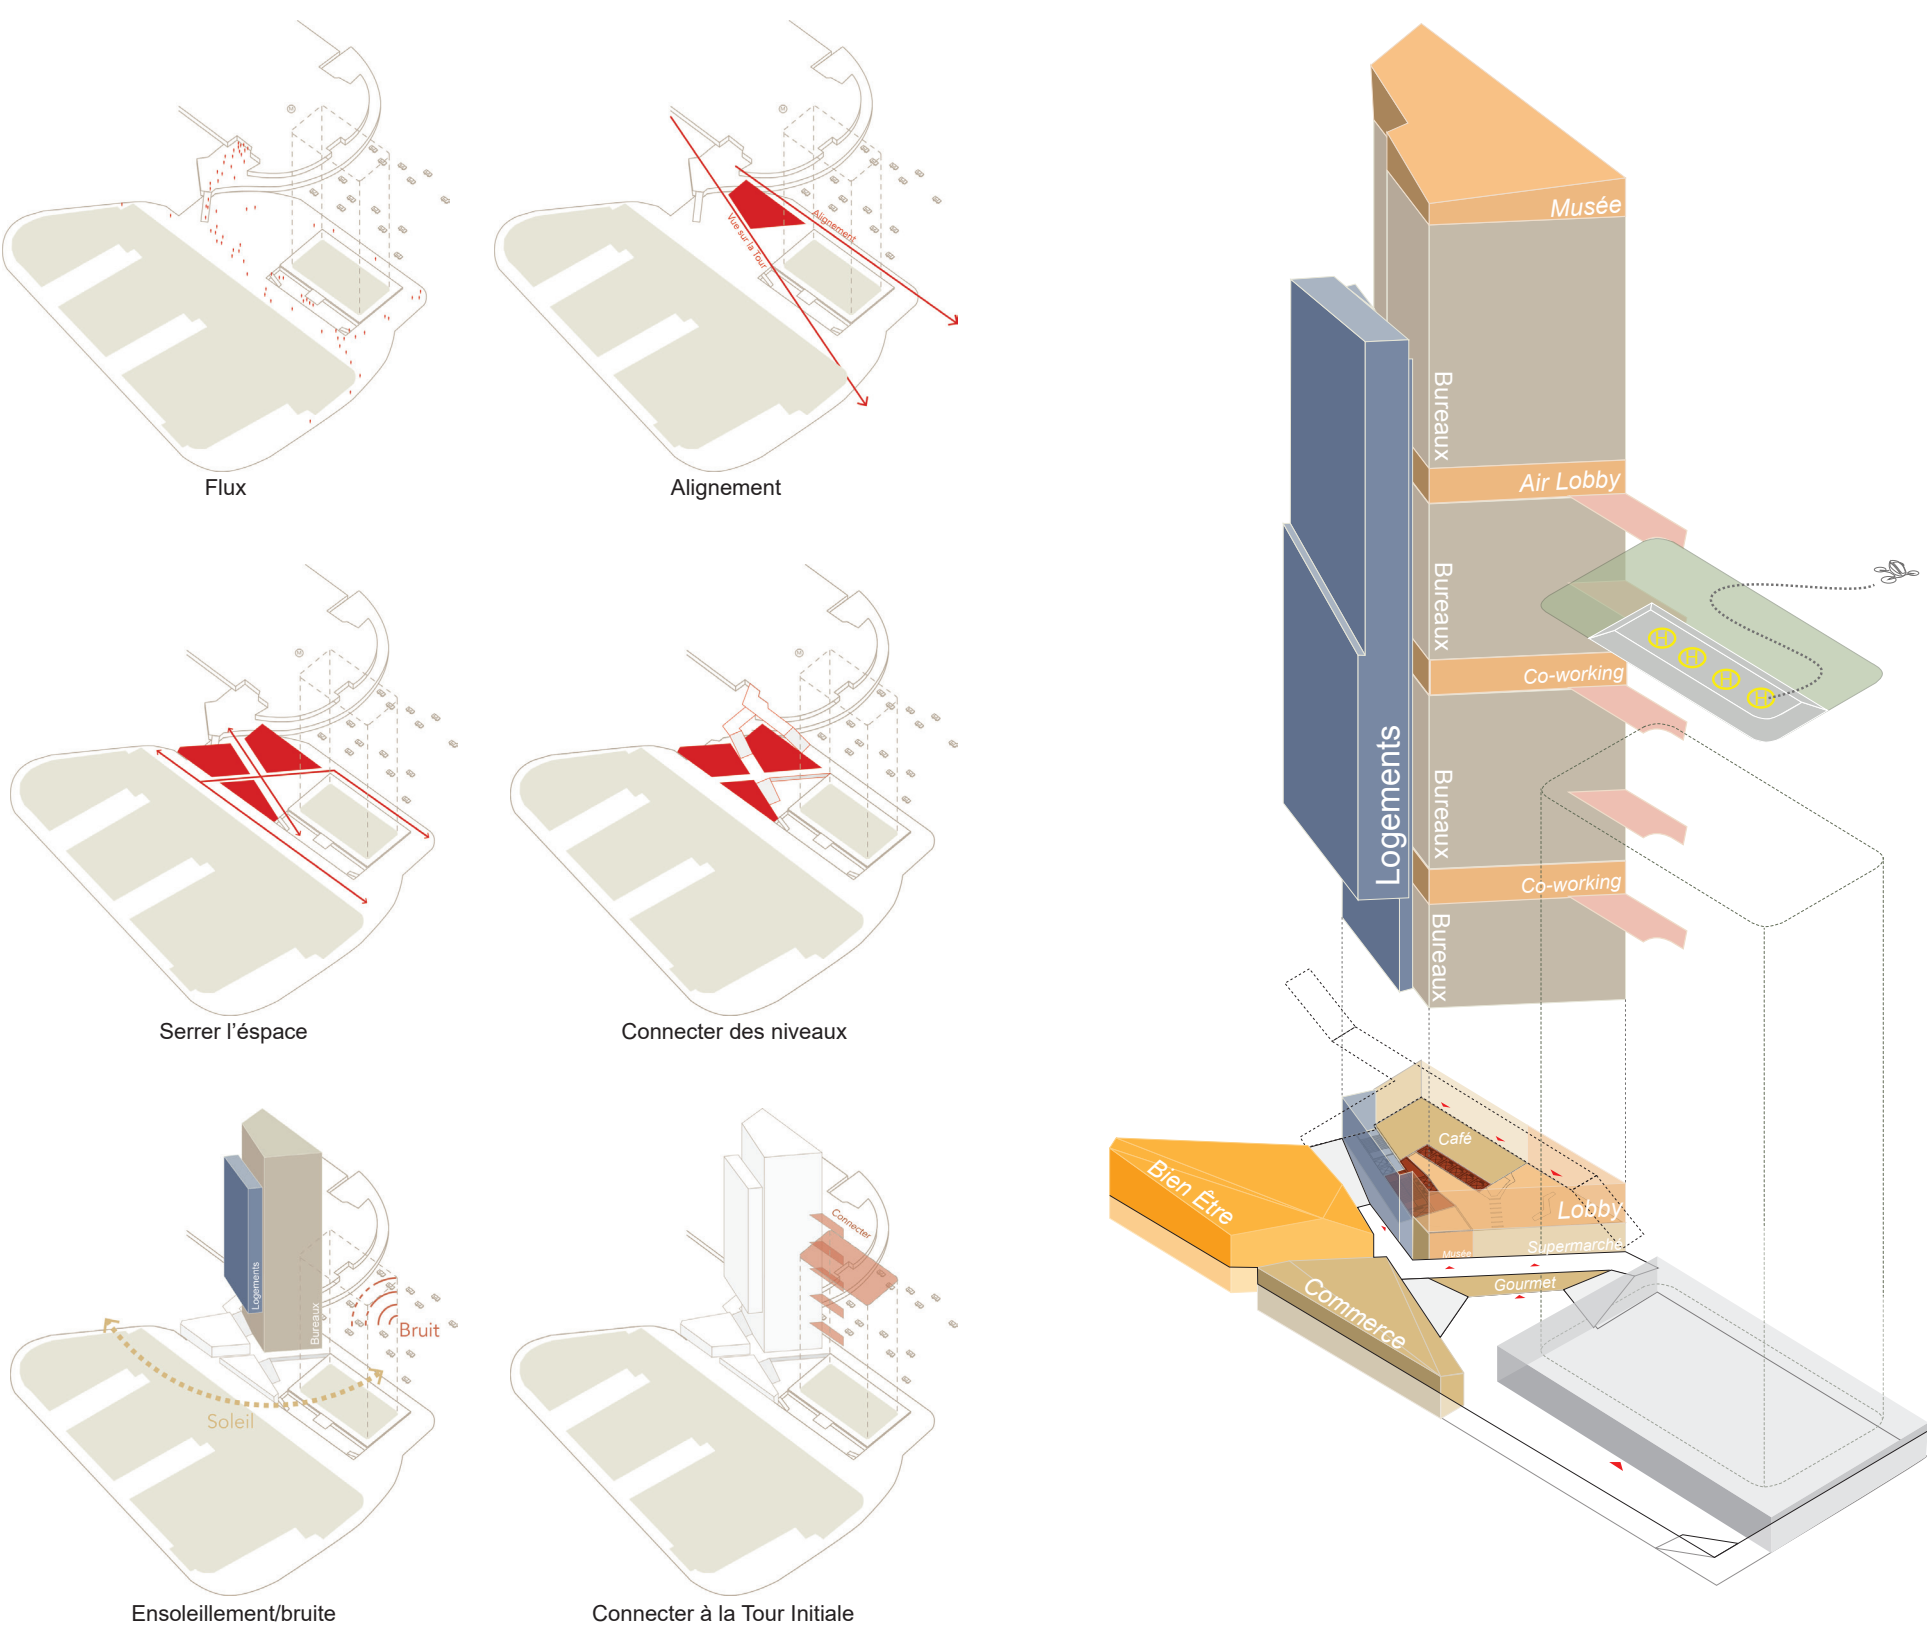 Flux
Vue sur la Tour
Alignement
Alignement
Serrer l'éspace
Connecter des niveaux
Logements
Bureaux
Bruit
Soleil
Ensoleillement/bruite
Connecter
Connecter à la Tour Initiale
Musée
Bureaux
Air Lobby
Bureaux
H
H
H
H
Co-working
Logements
Bureaux
Co-working
Bureaux
Café
Bien Être
Lobby
Musée
Supermarché
Gourmet
Commerce